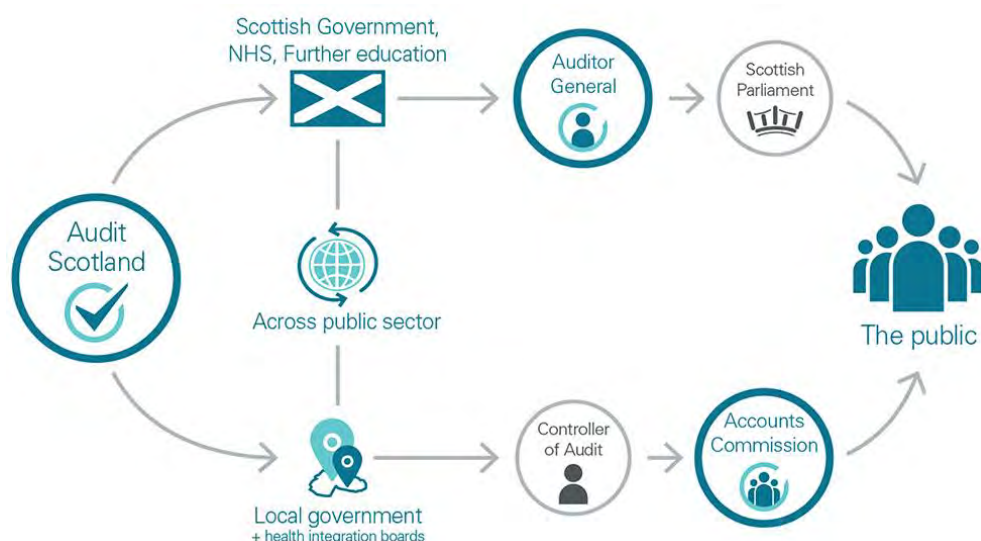 Scottish Government,
NHS, Further education
Auditor
General
Scottish
Parliament
Audit
Scotland
Across public sector
The public
Controller
of Audit
Accounts
Commission
Local government
+ health integration boards